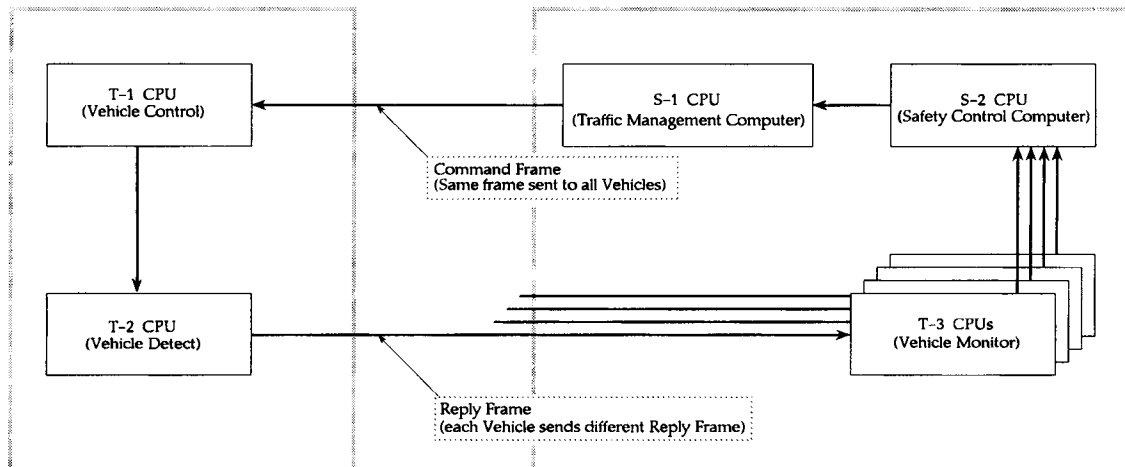 T-1 CPU
(Vehicle Control)
S-1 CPU
(Traffic Management Computer)
S-2 CPU
(Safety Control Computer)
Command Frame
(Same frame sent to all Vehicles)
T-2 CPU
(Vehicle Detect)
T-3 CPUs
(Vehicle Monitor)
Reply Frame
(each Vehicle sends different Reply Frame)